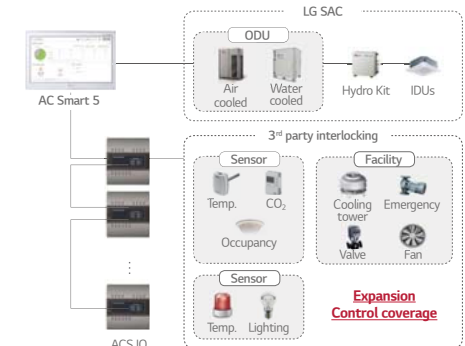 LG SAC
ODU
Air cooled
Water cooled
Hydro Kit
IDUs
AC Smart 5
3rd party interlocking
Sensor
Temp.
CO2
Occupancy
Facility
Cooling tower
Emergency
Valve
Fan
Sensor
Temp.
Lighting
Expansion
Control coverage
ACS IO